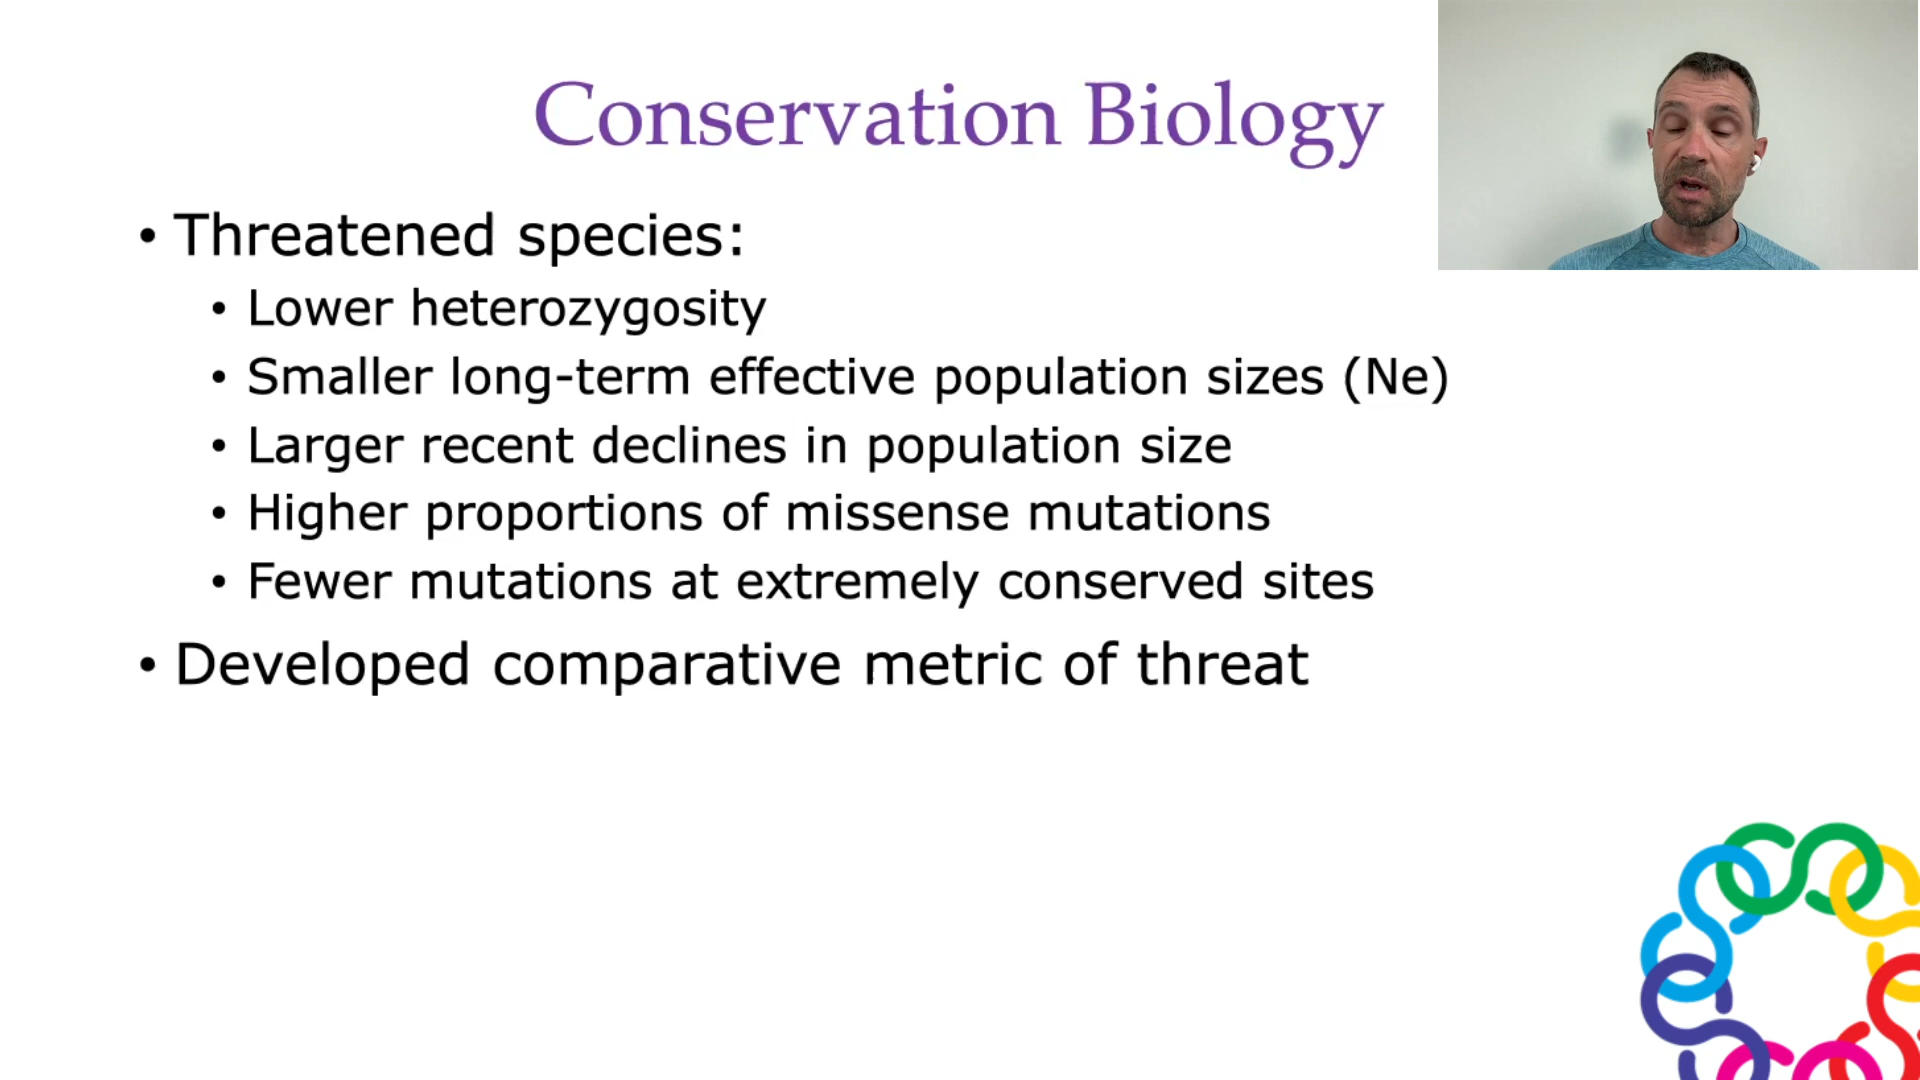 Conservation Biology
• Threatened species:
• Lower heterozygosity
• Smaller long-term effective population sizes (Ne)
• Larger recent declines in population size
• Higher proportions of missense mutations
• Fewer mutations at extremely conserved sites
• Developed comparative metric of threat